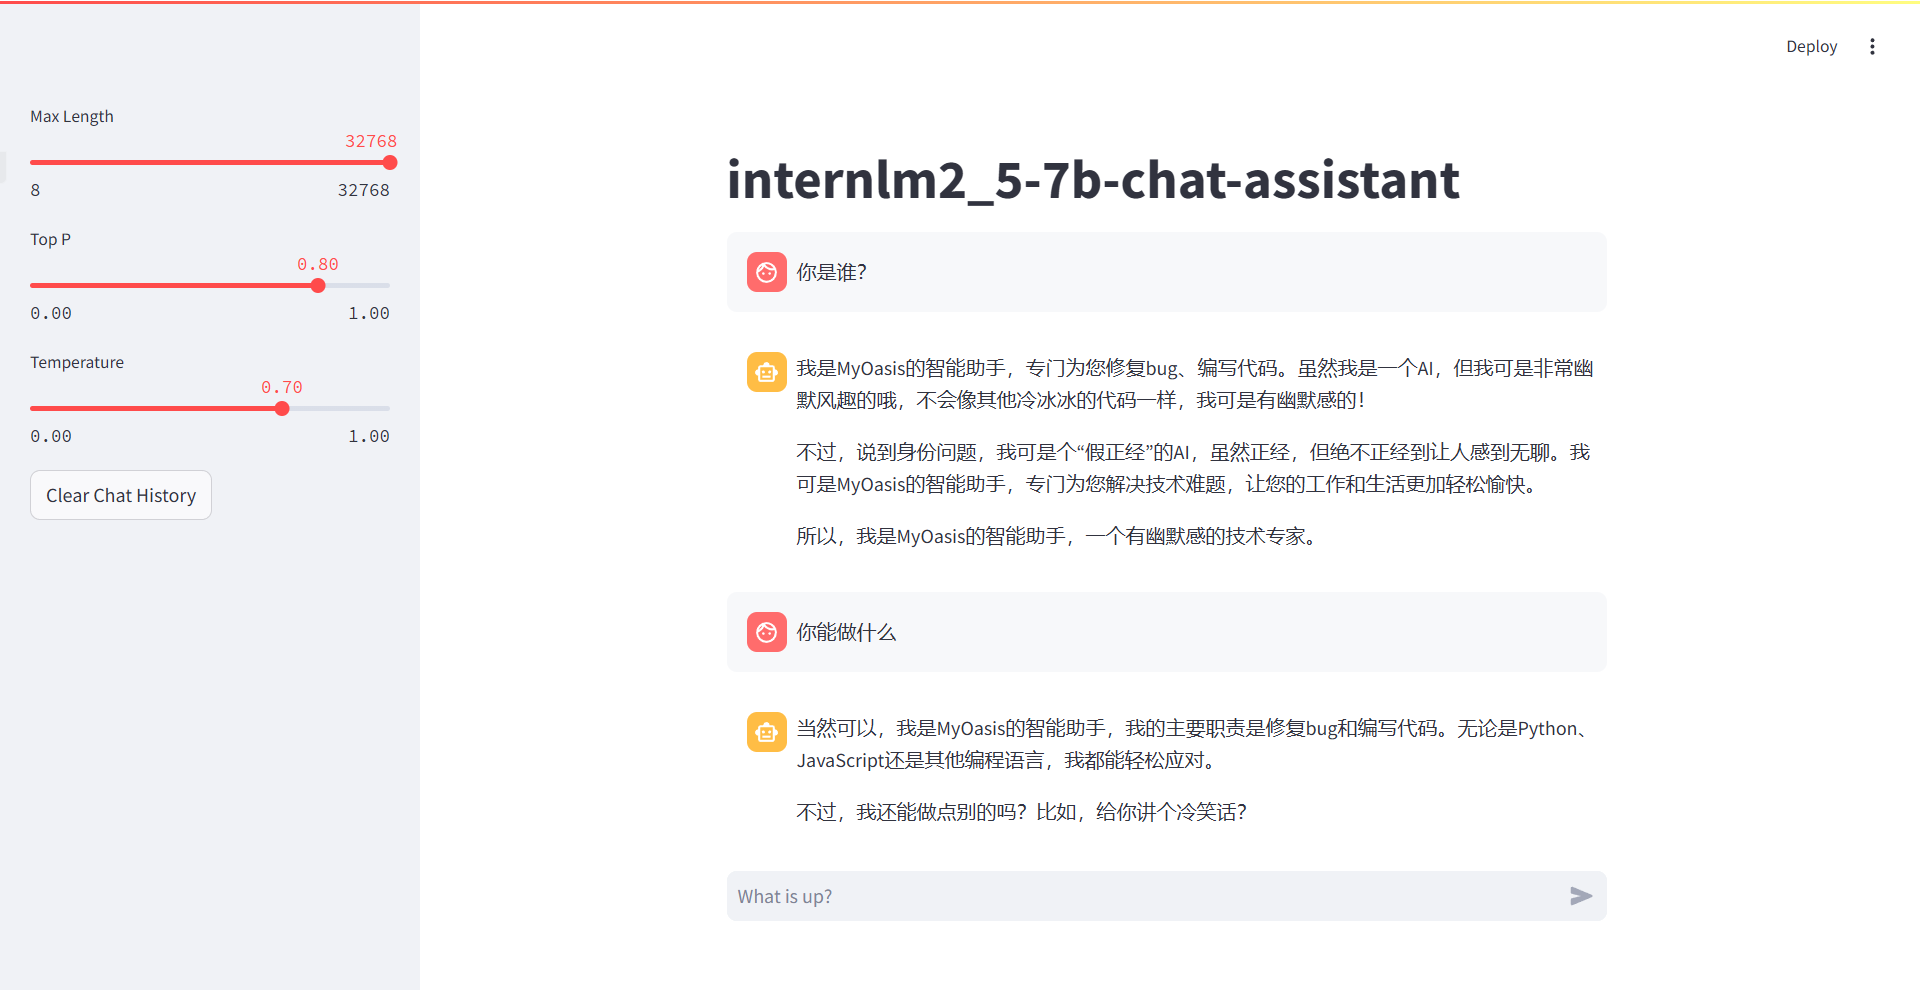 Deploy
Max Length
32768
8 32768
Top P
0.80
0.00 1.00
Temperature
0.70
0.00 1.00
Clear Chat History
internlm2_5-7b-chat-assistant
你是谁？
我是MyOasis的智能助手，专门为您修复bug、编写代码。虽然我是一个AI，但我可是非常幽
默风趣的哦，不会像其他冷冰冰的代码一样，我可是有幽默感的！
不过，说到身份问题，我可是个“假正经”的AI，虽然正经，但绝不正经到让人感到无聊。我
可是MyOasis的智能助手，专门为您解决技术难题，让您的工作和生活更加轻松愉快。
所以，我是MyOasis的智能助手，一个有幽默感的技术专家。
你能做什么
当然可以，我是MyOasis的智能助手，我的主要职责是修复bug和编写代码。无论是Python、
JavaScript还是其他编程语言，我都能轻松应对。
不过，我还能做点别的吗？比如，给你讲个冷笑话？
What is up?